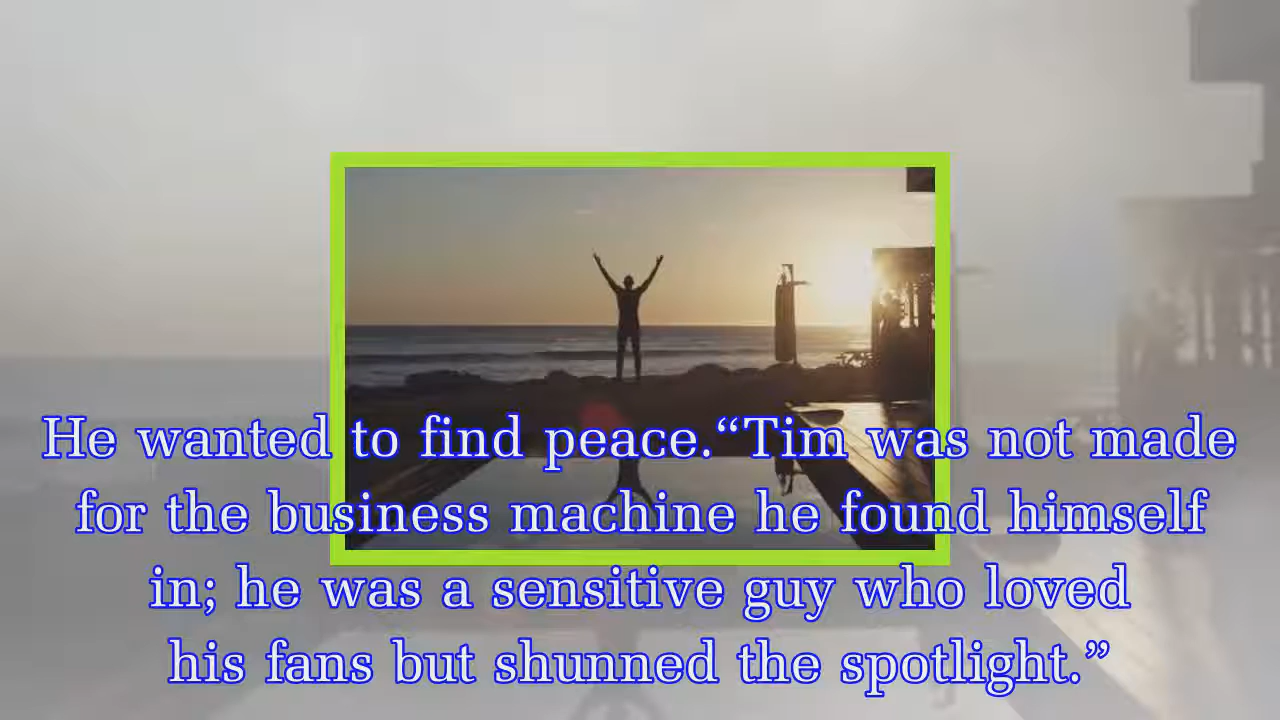 He wanted to find peace.“Tim was not made
for the business machine he found himself
in; he was a sensitive guy who loved
his fans but shunned the spotlight.”